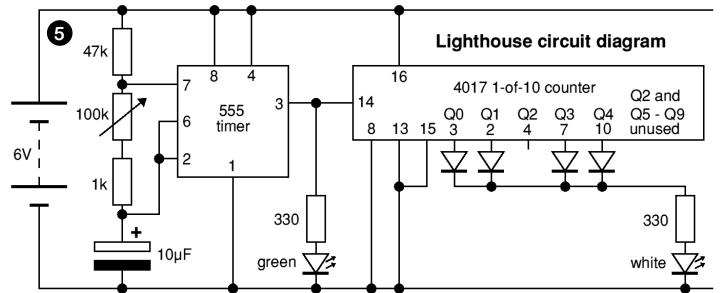 5
Lighthouse circuit diagram
47k
8 4
16
4017 1-of-10 counter
7
100k
555
timer
3
14
Q0 Q1 Q2 Q3 Q4
Q2 and
Q5 - Q9
unused
6
8 13 15 3 2 4 7 10
6V
2
1
1k
330
330
+
10µF
green
white